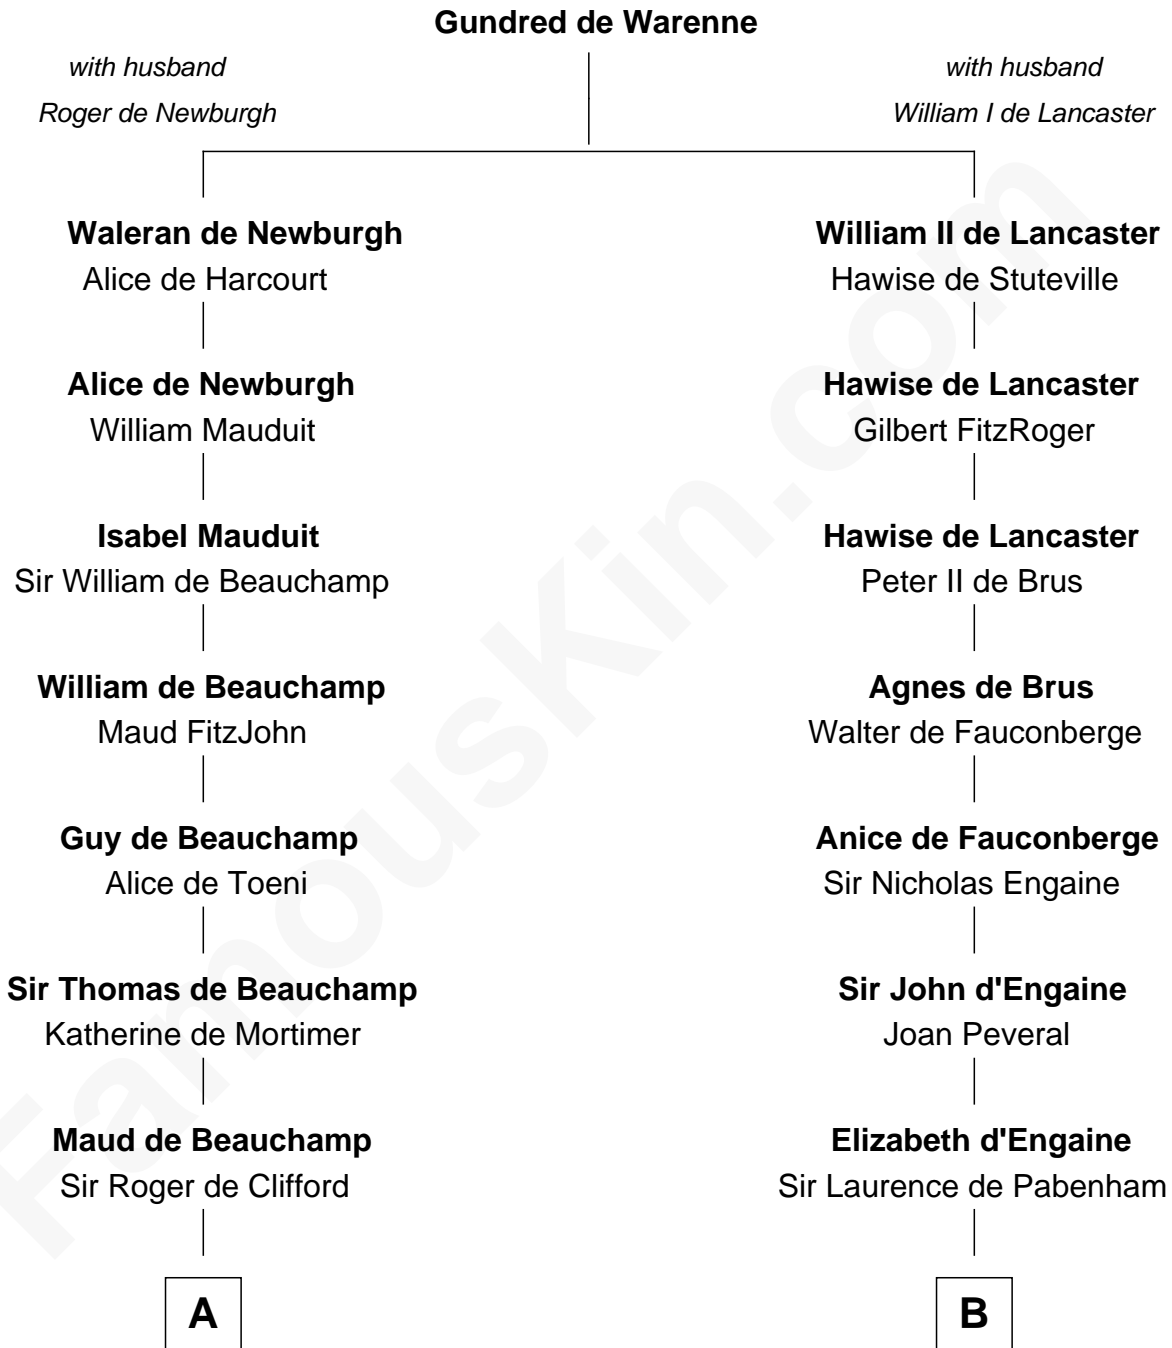 Gundred de Warenne
with husband
Roger de Newburgh
with husband
William I de Lancaster
Waleran de Newburgh
Alice de Harcourt
William II de Lancaster
Hawise de Stuteville
Alice de Newburgh
William Mauduit
Hawise de Lancaster
Gilbert FitzRoger
Isabel Mauduit
Sir William de Beauchamp
Hawise de Lancaster
Peter II de Brus
William de Beauchamp
Maud FitzJohn
Agnes de Brus
Walter de Fauconberge
Guy de Beauchamp
Alice de Toeni
Anice de Fauconberge
Sir Nicholas Engaine
Sir Thomas de Beauchamp
Katherine de Mortimer
Sir John d'Engaine
Joan Peveral
Maud de Beauchamp
Sir Roger de Clifford
Elizabeth d'Engaine
Sir Laurence de Pabenham
A
B
FamousKin.com